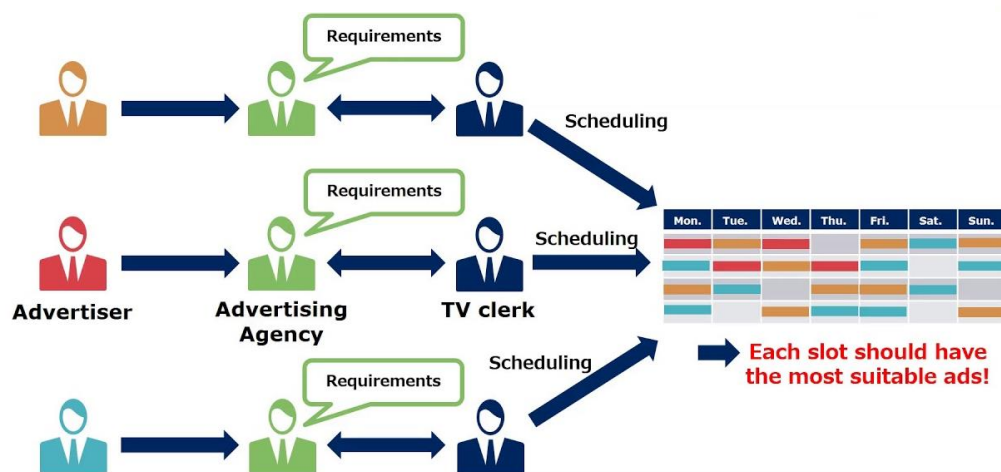 Requirements
Scheduling
Requirements
Scheduling
Mon. Tue. Wed. Thu. Fri. Sat. Sun.
Advertiser
Advertising
Agency
TV clerk
Requirements
Scheduling
Each slot should have
the most suitable ads!